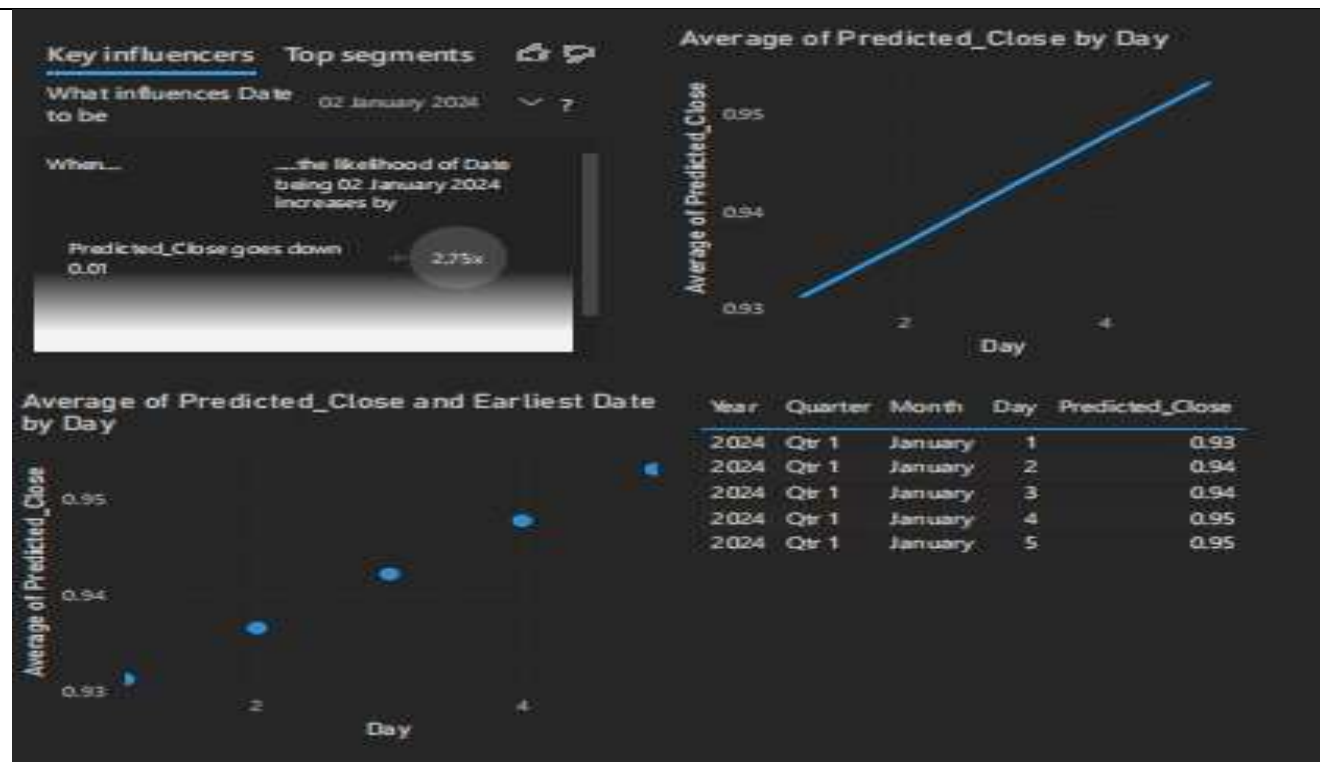 Key influencers Top segments
What influences Date to be 02 January 2024 ?
When....
....the likelihood of Date
being 02 January 2024
increases by
Predicted_Close goes down
0.01
2.75x
Average of Predicted_Close by Day
Average of Predicted_Close
0.95
0.94
0.93
2 4
Day
Average of Predicted_Close and Earliest Date
by Day
Average of Predicted_Close
0.95
0.94
0.93
2 4
Day
Year Quarter Month Day Predicted_Close
2024 Qtr 1 January 1 0.93
2024 Qtr 1 January 2 0.94
2024 Qtr 1 January 3 0.94
2024 Qtr 1 January 4 0.95
2024 Qtr 1 January 5 0.95